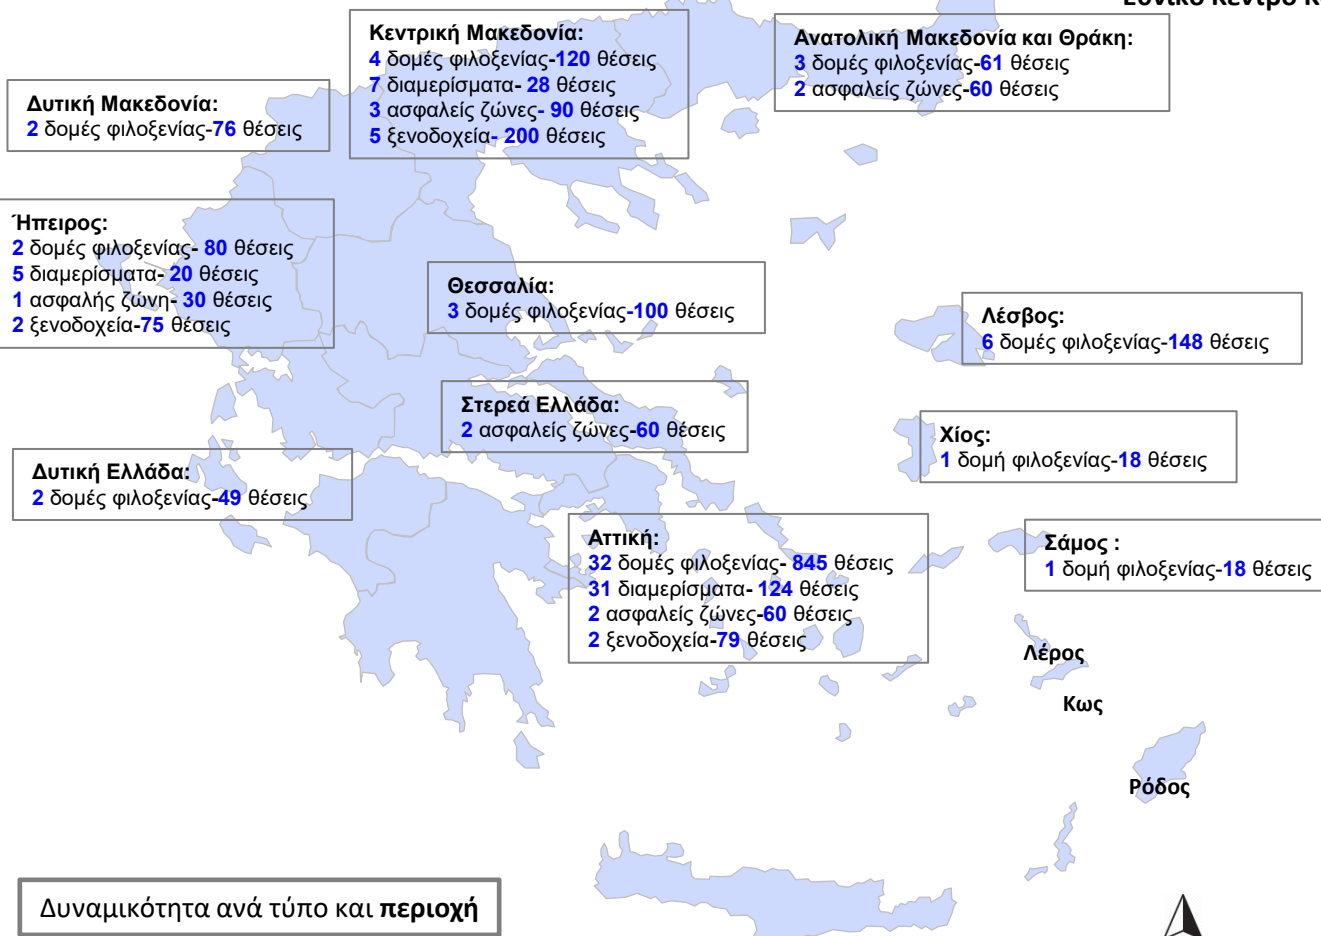 Εθνικό Κέντρο
Κεντρική Μακεδονία:
4 δομές φιλοξενίας-120 θέσεις
7 διαμερίσματα- 28 θέσεις
3 ασφαλείς ζώνες- 90 θέσεις
5 ξενοδοχεία- 200 θέσεις
Ανατολική Μακεδονία και Θράκη:
3 δομές φιλοξενίας-61 θέσεις
2 ασφαλείς ζώνες-60 θέσεις
Δυτική Μακεδονία:
2 δομές φιλοξενίας-76 θέσεις
Ήπειρος:
2 δομές φιλοξενίας- 80 θέσεις
5 διαμερίσματα- 20 θέσεις
1 ασφαλής ζώνη- 30 θέσεις
2 ξενοδοχεία-75 θέσεις
Θεσσαλία:
3 δομές φιλοξενίας-100 θέσεις
Λέσβος:
6 δομές φιλοξενίας-148 θέσεις
Στερεά Ελλάδα:
2 ασφαλείς ζώνες-60 θέσεις
Χίος:
1 δομή φιλοξενίας-18 θέσεις
Δυτική Ελλάδα:
2 δομές φιλοξενίας-49 θέσεις
Αττική:
32 δομές φιλοξενίας- 845 θέσεις
31 διαμερίσματα- 124 θέσεις
2 ασφαλείς ζώνες-60 θέσεις
2 ξενοδοχεία-79 θέσεις
Σάμος :
1 δομή φιλοξενίας-18 θέσεις
Λέρος
Κως
Ρόδος
Δυναμικότητα ανά τύπο και περιοχή